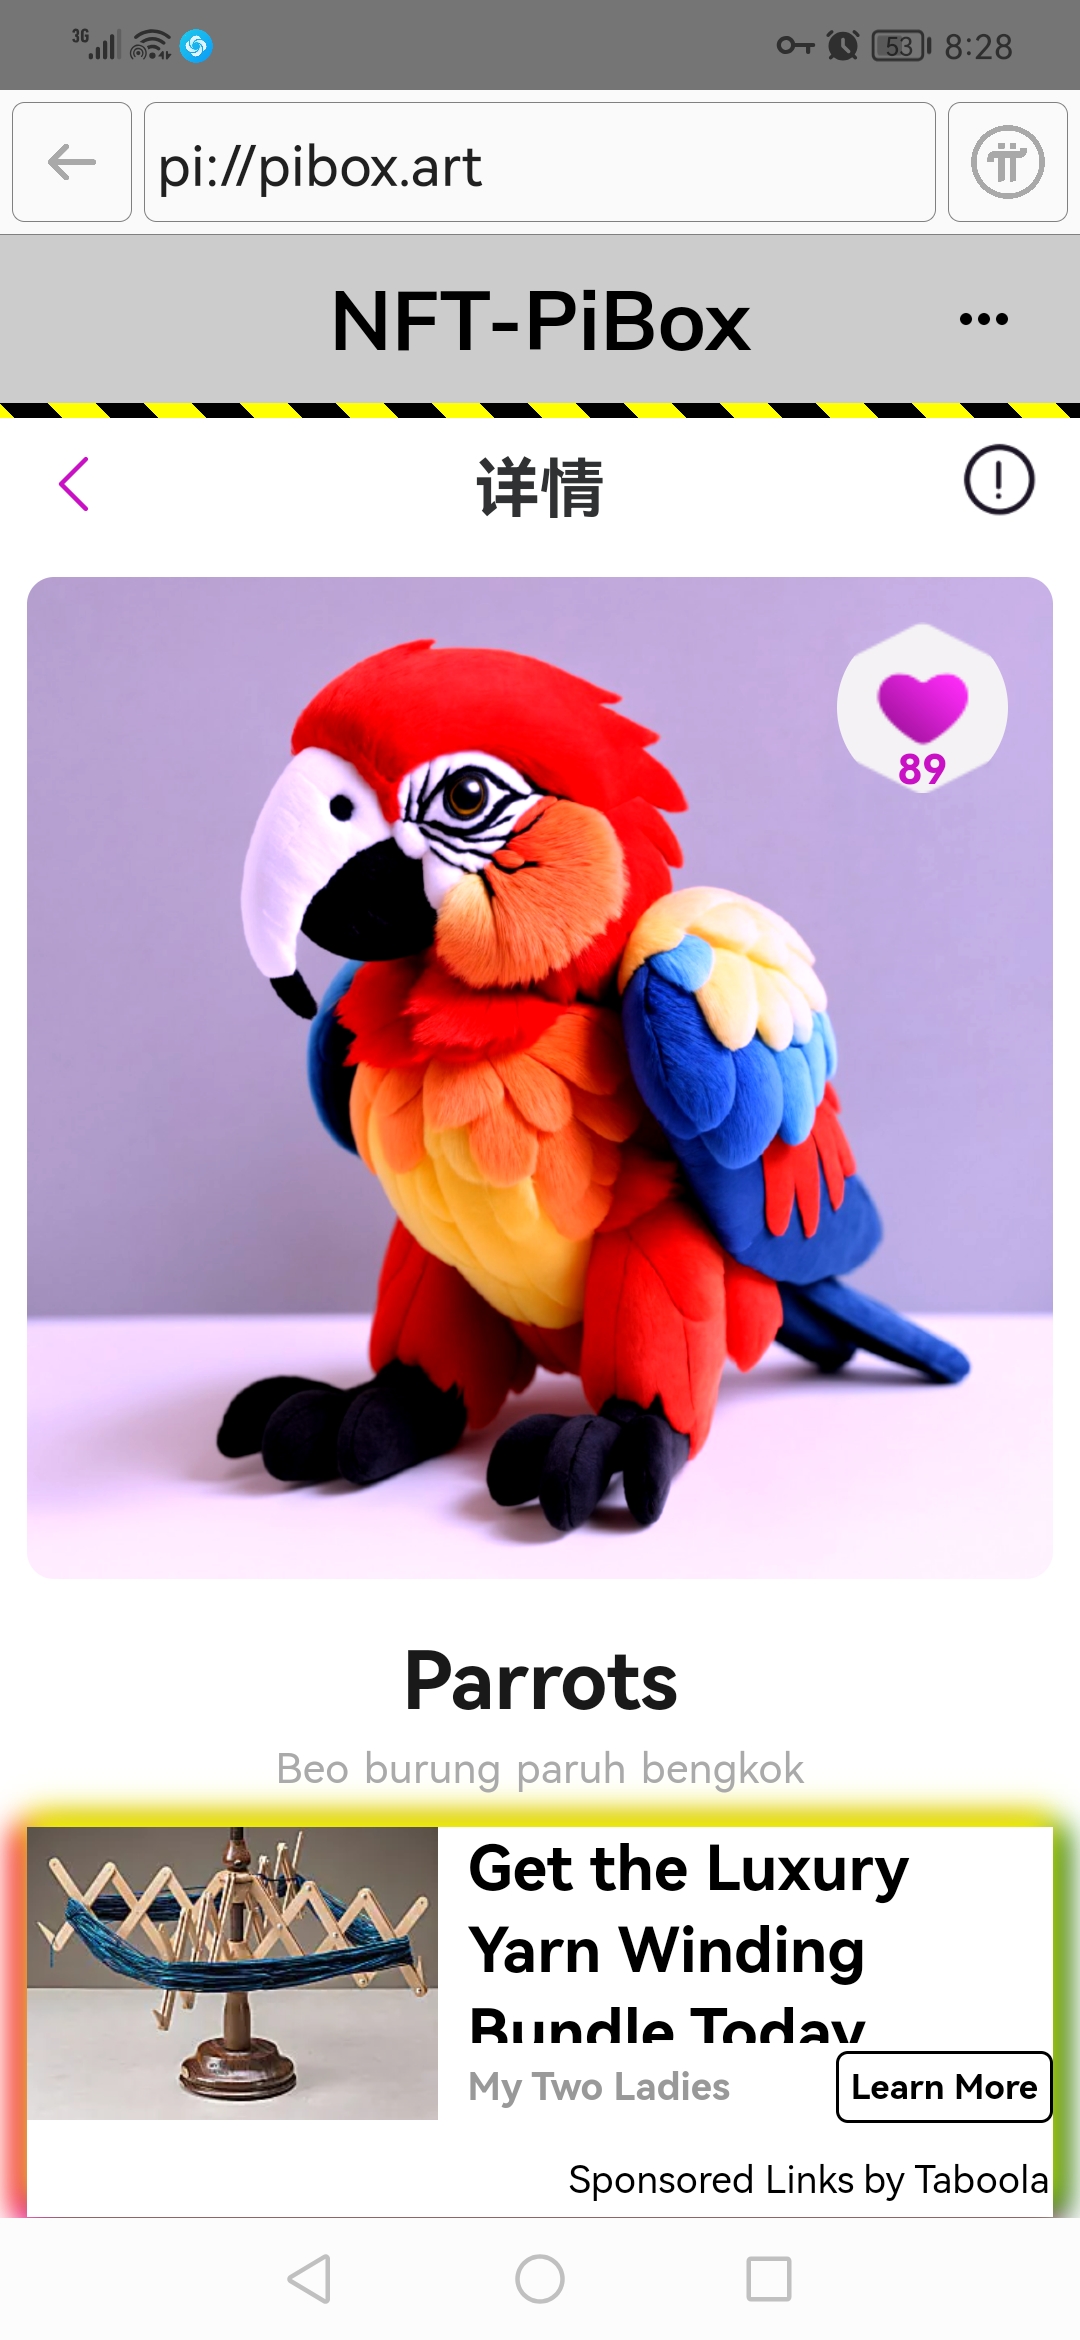 3G
53
8:28
pi://pibox.art
NFT-PiBox
详情
89
Parrots
Beo burung paruh bengkok
Get the Luxury
Yarn Winding
Bundle Today
My Two Ladies
Learn More
Sponsored Links by Taboola